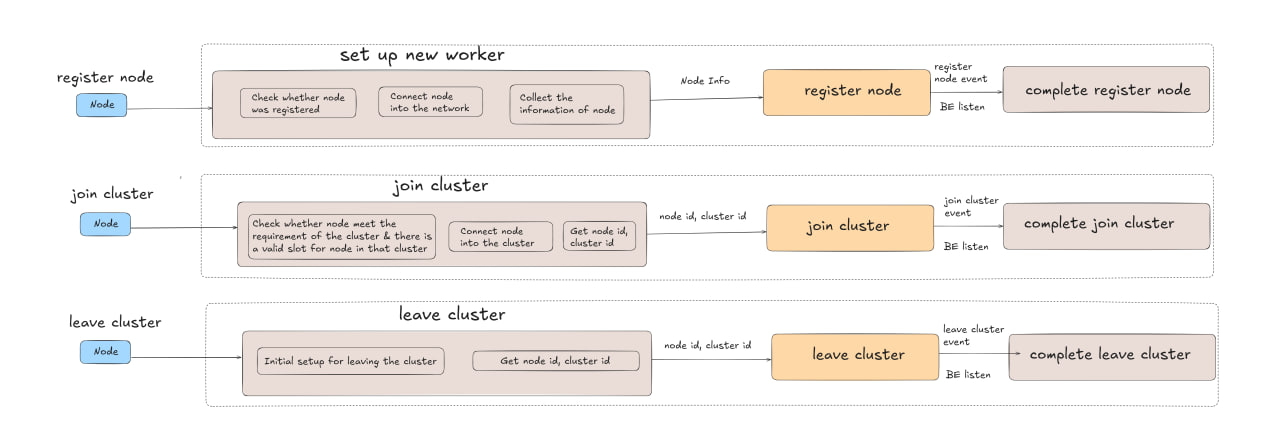 set up new worker
register node
Node
Check whether node
was registered
Connect node
into the network
Collect the
information of node
Node Info
register node
register
node event
BE listen
complete register node
join cluster
join cluster
Node
Check whether node meet the
requirement of the cluster & there is
a valid slot for node in that cluster
Connect node
into the cluster
Get node id,
cluster id
node id, cluster id
join cluster
join cluster
event
BE listen
complete join cluster
leave cluster
leave cluster
Node
Initial setup for leaving the cluster
Get node id, cluster id
node id, cluster id
leave cluster
leave cluster
event
BE listen
complete leave cluster